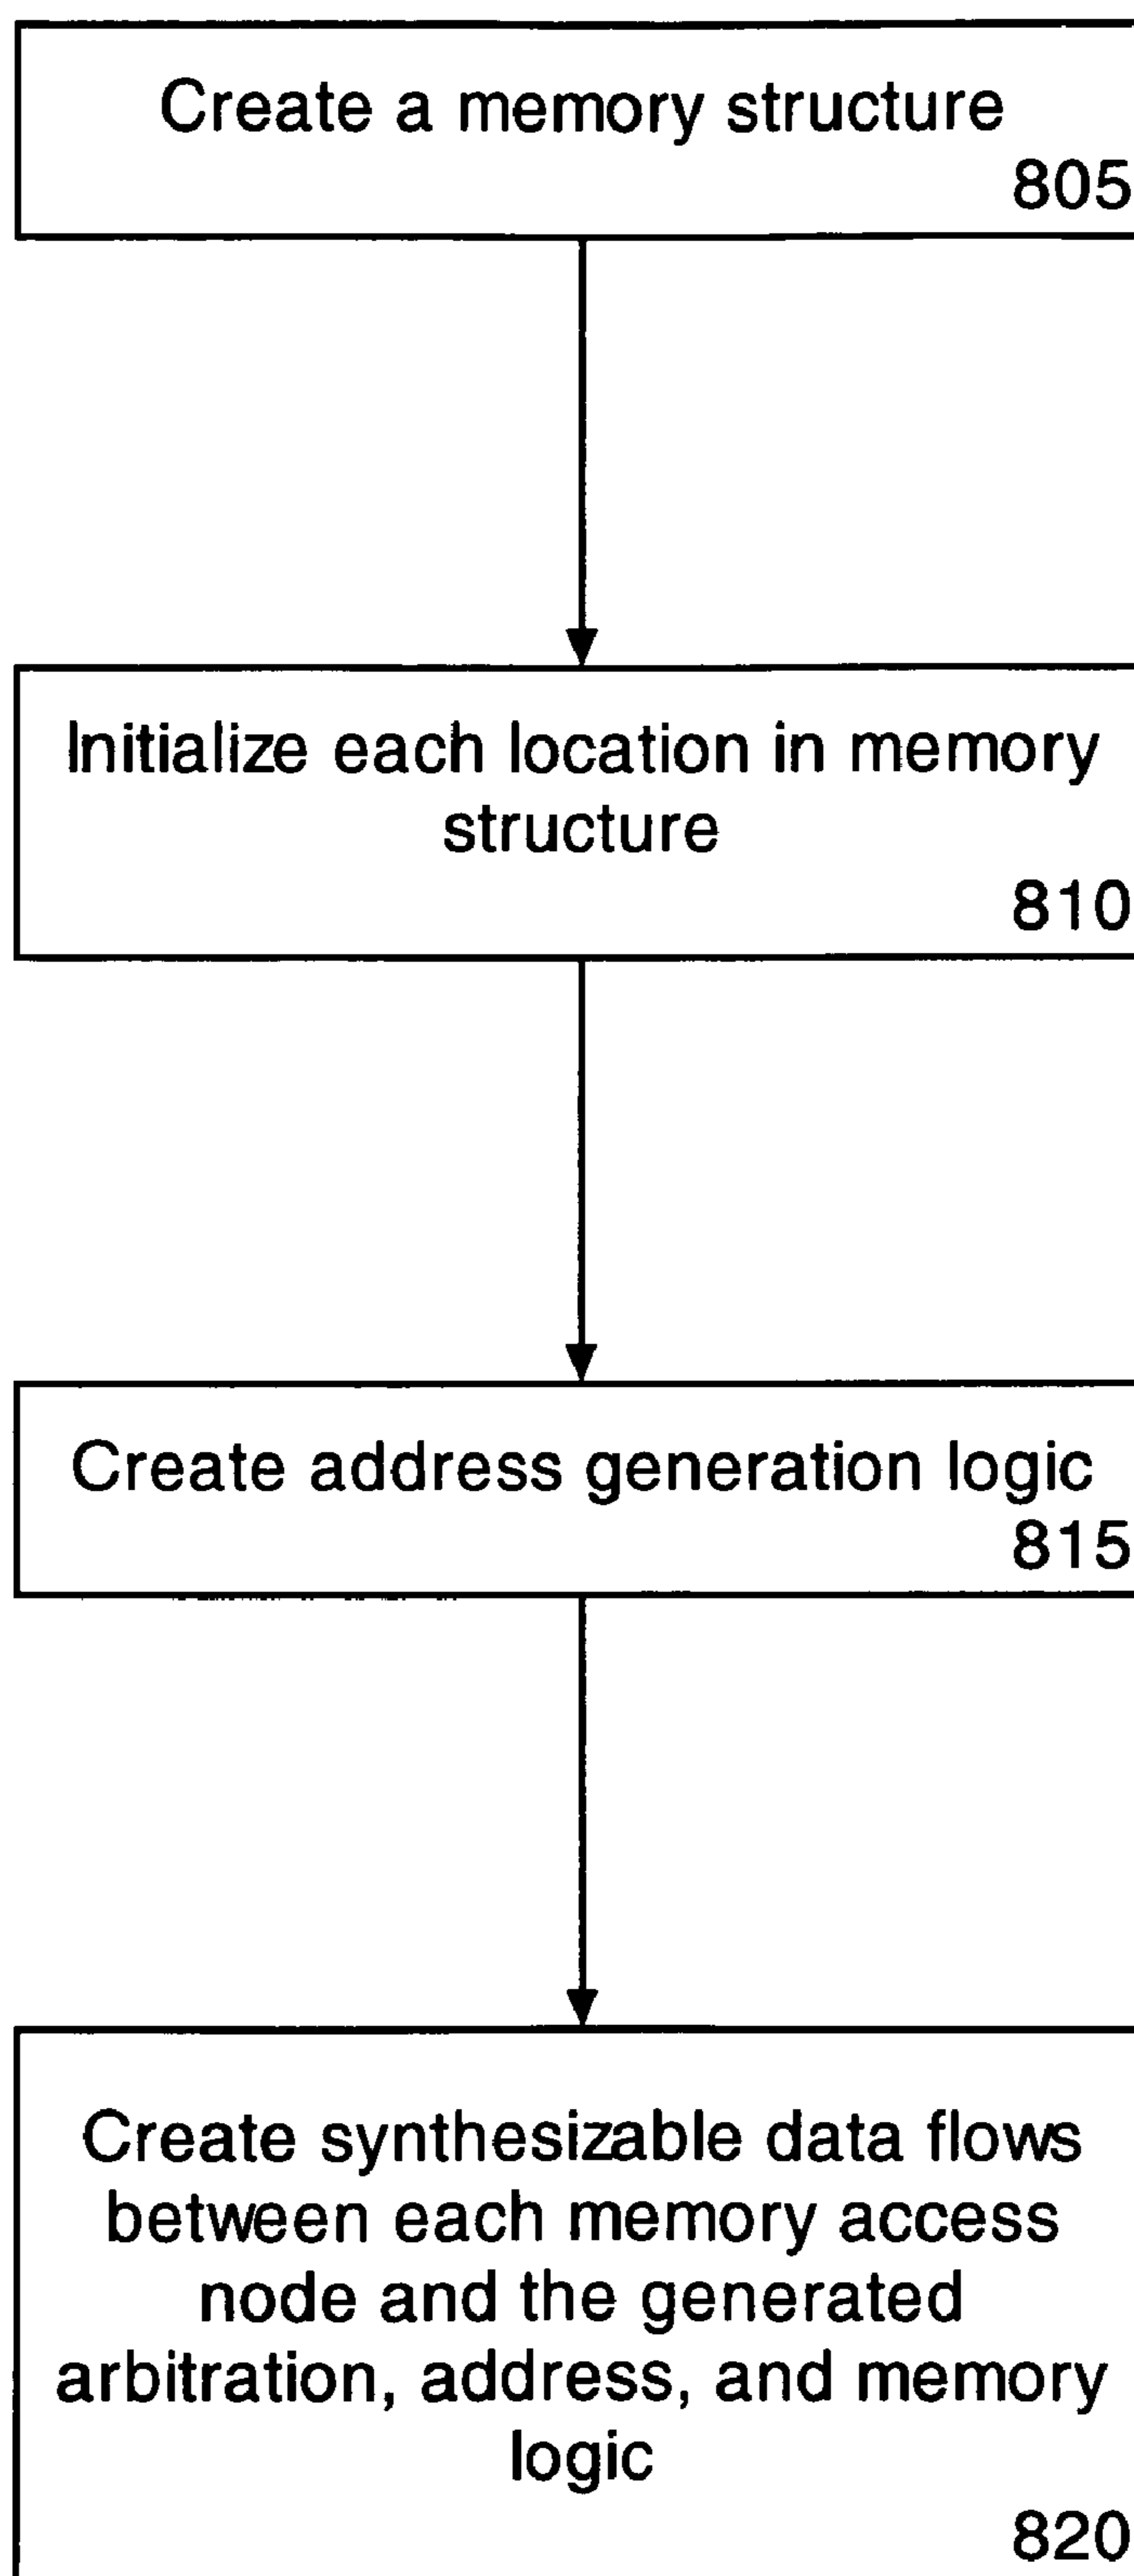 Create a memory structure
805
Initialize each location in memory
structure
810
Create address generation logic
815
Create synthesizable data flows
between each memory access
node and the generated
arbitration, address, and memory
logic
820